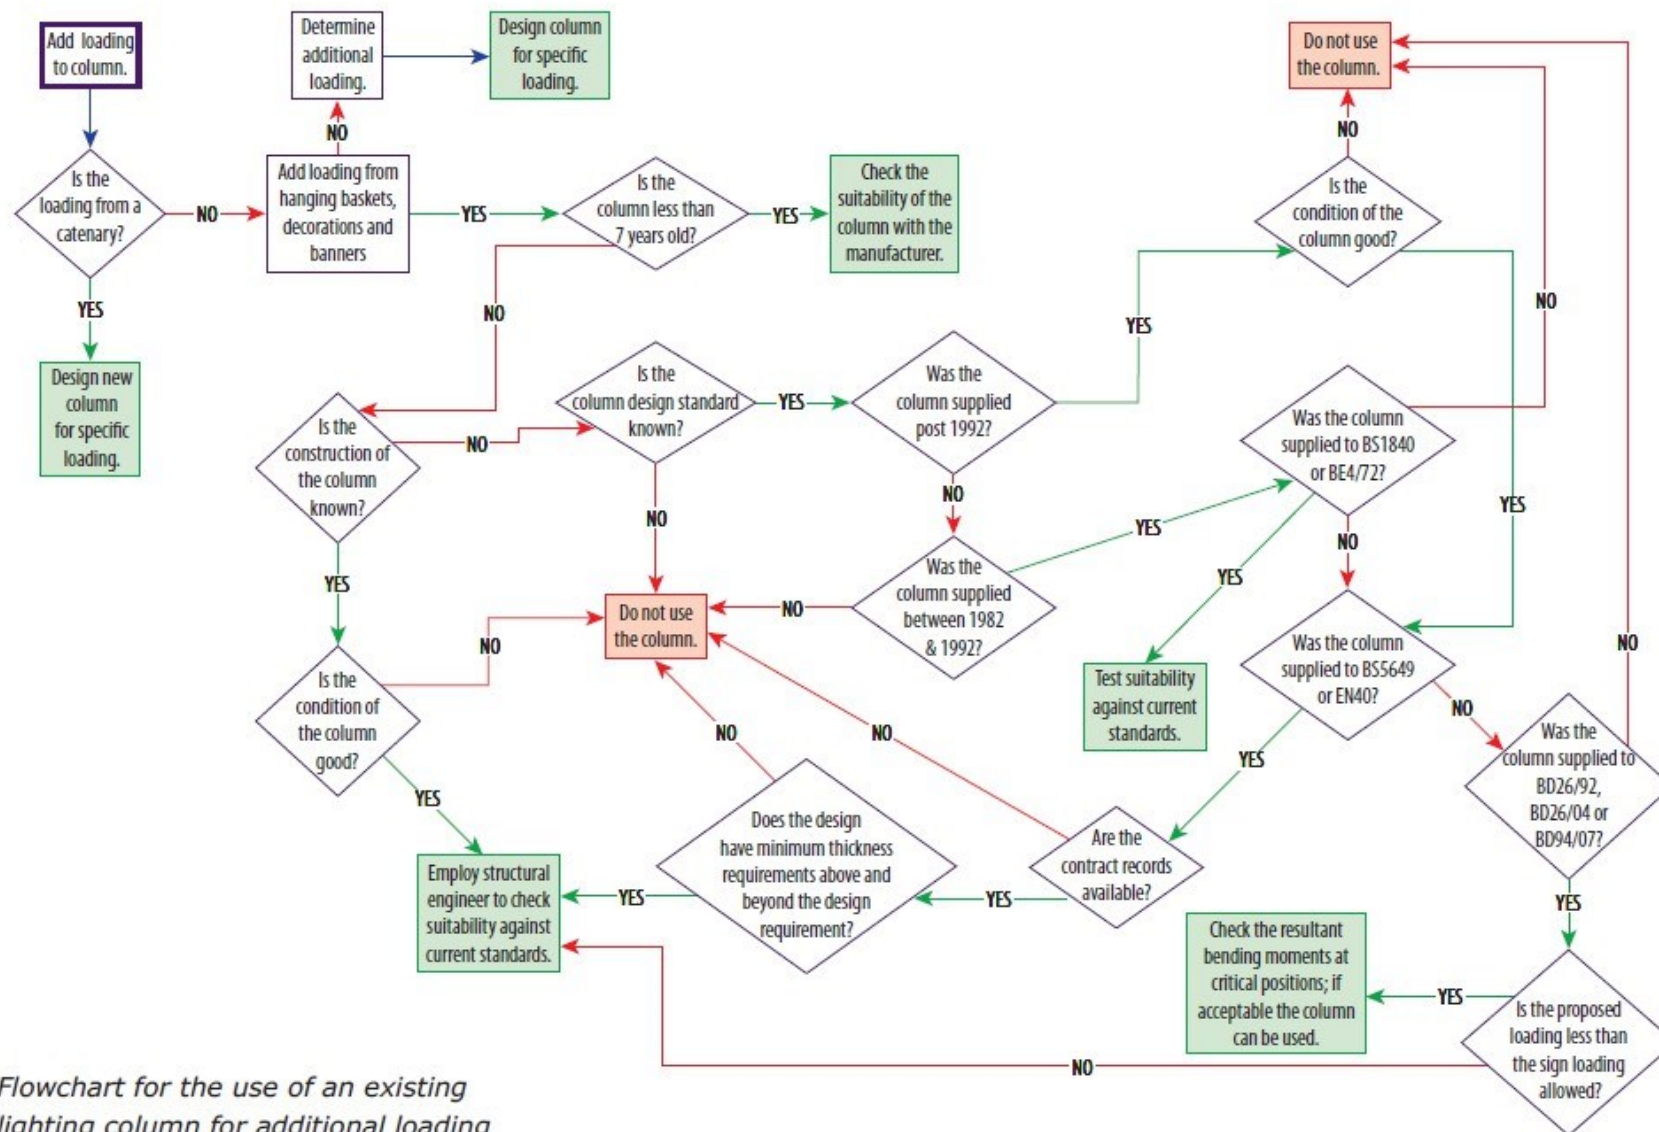 Add loading
to column.
Determine
additional
loading.
Design column
for specific
loading.
Do not use
the column.
NO
NO
Is the
loading from a
catenary?
NO
Add loading from
hanging baskets,
decorations and
banners
YES
Is the
column less than
7 years old?
YES
Check the
suitability of the
column with the
manufacturer.
Is the
condition of the
column good?
YES
NO
YES
NO
Design new
column
for specific
loading.
Is the
construction of
the column
known?
NO
Is the
column design standard
known?
YES
Was the
column supplied
post 1992?
Was the column
supplied to BS1840
or BE4/72?
YES
NO
NO
YES
NO
YES
YES
Was the
column supplied
between 1982
& 1992?
NO
Do not use
the column.
Was the column
supplied to BS5649
or EN40?
Test suitability
against current
standards.
NO
NO
Is the
condition of
the column
good?
NO
NO
NO
YES
Was the
column supplied to
BD26/92,
BD26/04 or
BD94/07?
YES
Does the design
have minimum thickness
requirements above and
beyond the design
requirement?
Are the
contract records
available?
Employ structural
engineer to check
suitability against
current standards.
YES
YES
YES
Check the resultant
bending moments at
critical positions; if
acceptable the column
can be used.
YES
Is the proposed
loading less than
the sign loading
allowed?
NO
Flowchart for the use of an existing
lighting column for additional loading